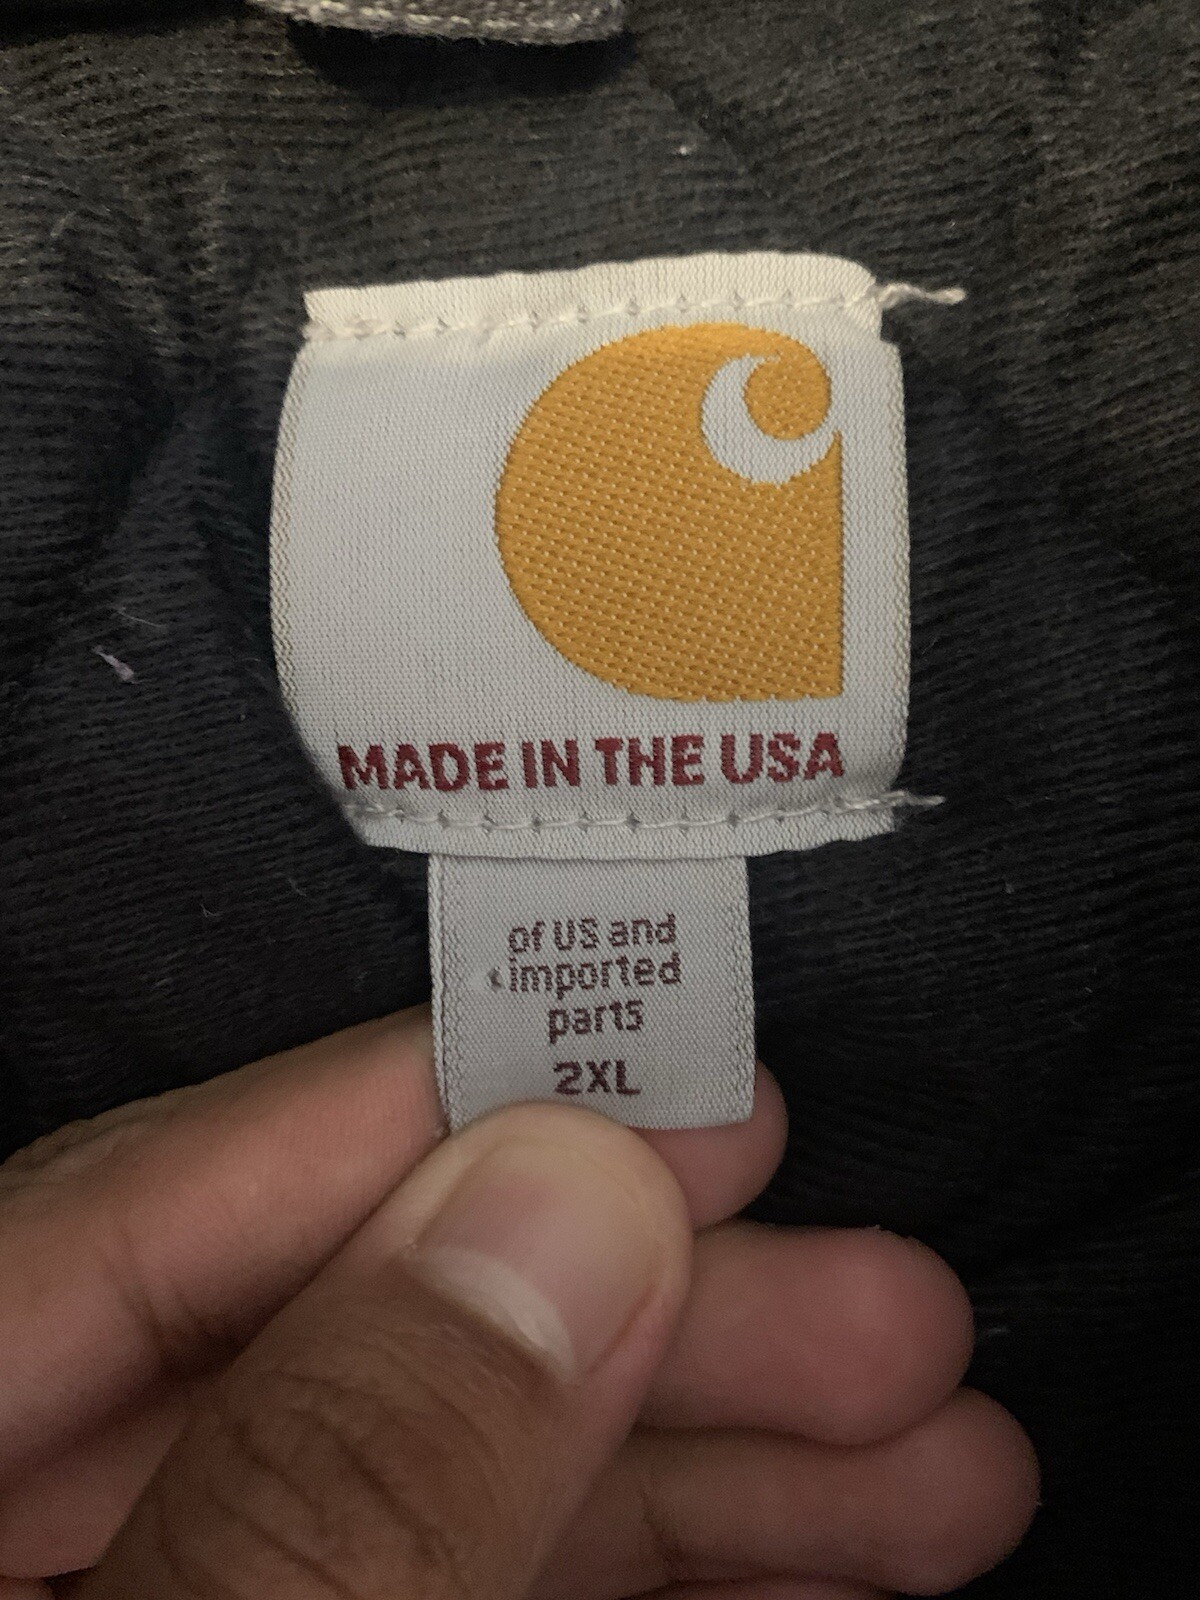 MADE IN THE USA
of US and
imported
parts
2XL